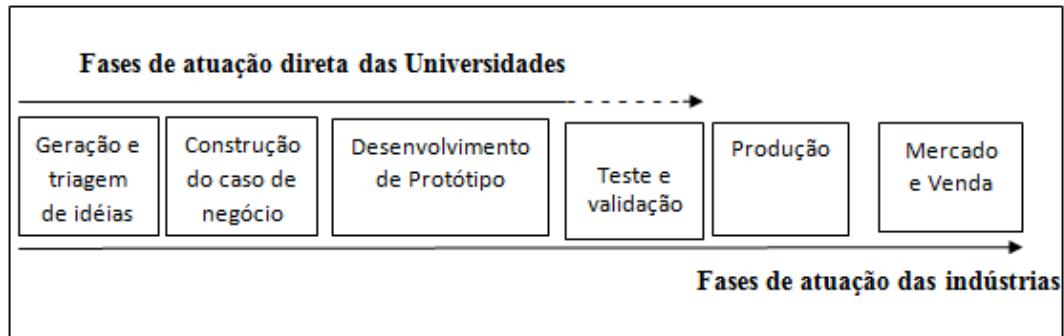 Fases de atuação direta das Universidades
Geração e
triagem
de idéias
Construção
do caso de
negócio
Desenvolvimento
de Protótipo
Teste e
validação
Produção
Mercado
e Venda
Fases de atuação das indústrias